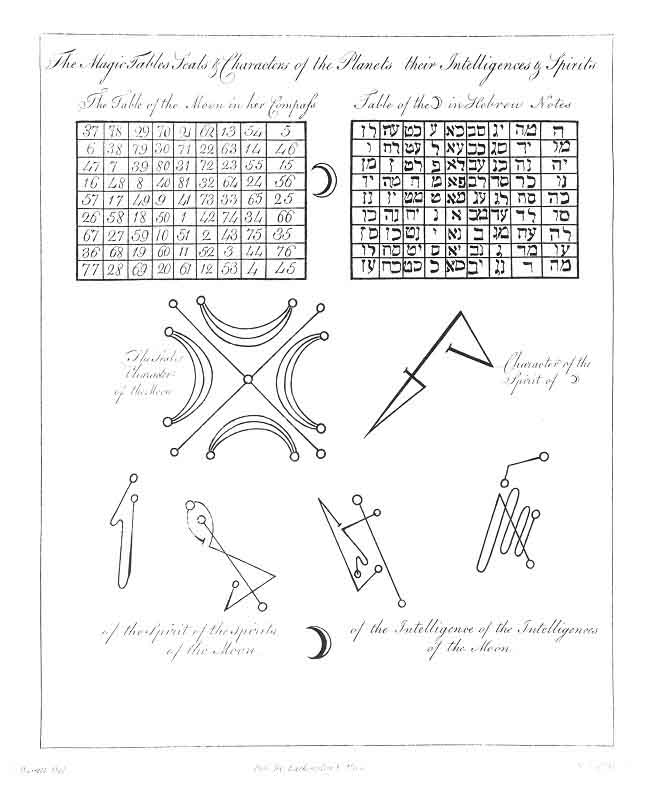 The Magic Tables Seals & Characters of the Planets their Intelligences & Spirits
The Table of the Moon in her Compass
37 78 29 70 21 62 13 54 5
6 38 79 30 71 22 63 14 46
47 7 39 80 31 72 23 55 15
16 48 8 40 81 32 64 24 56
57 17 49 9 41 73 33 65 25
26 58 18 50 1 42 74 34 66
67 27 59 10 51 2 43 75 35
36 68 19 60 11 52 3 44 76
77 28 69 20 61 12 53 4 45
Table of the ☽ in Hebrew Notes
ה מה יג סב כא ע כט עח לז
מו יד סג כב עא ל עט לח ו
יה נה כג עב לא פ לט ז מז
נו כד סד לב פא מ ח מח יו
כה סה לג עג מא ט מט יז נז
סו לד עד מב א נ יח נח כו
לה עה מג ב נא י נט כז סז
עו מד ג נב יא ס יט סח לו
מה ד נג יב סא כ סט כח עז
The Seal &
Character
of the Moon
Character of the
Spirit of ☽
of the Spirit of the Spirits
of the Moon
of the Intelligence of the Intelligences
of the Moon